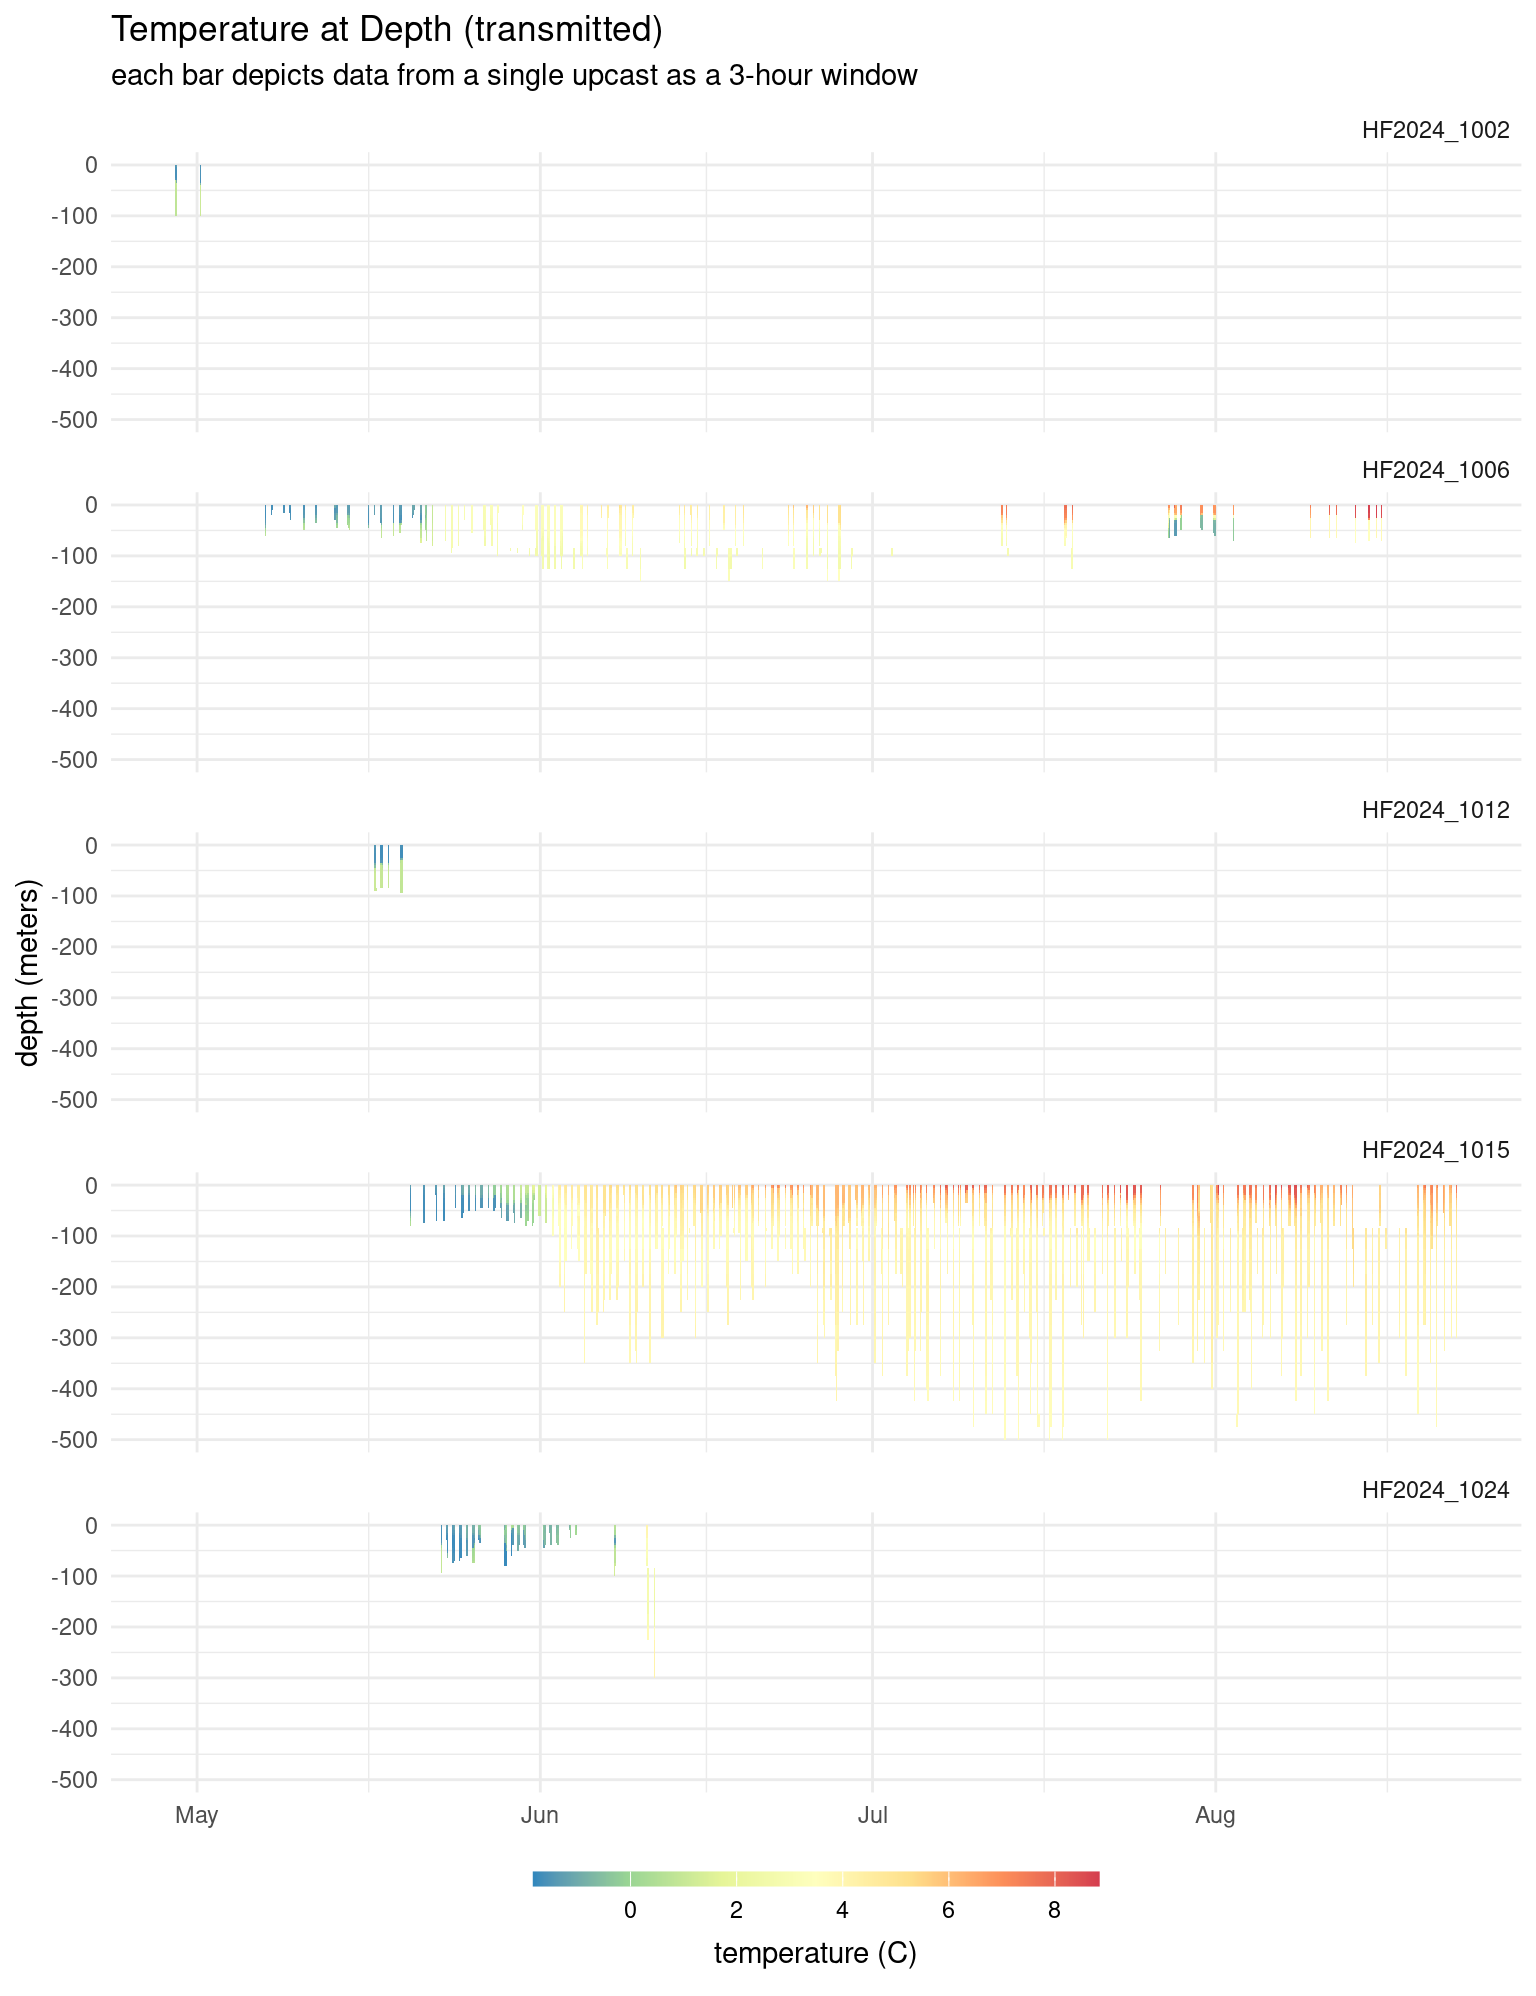 Temperature at Depth (transmitted)
each bar depicts data from a single upcast as a 3-hour window
HF2024_1002
0
-100
-200
-300
-400
-500
HF2024_1006
0
-100
-200
-300
-400
-500
HF2024_1012
0
-100
-200
-300
-400
-500
depth (meters)
HF2024_1015
0
-100
-200
-300
-400
-500
HF2024_1024
0
-100
-200
-300
-400
-500
May Jun Jul Aug
0 2 4 6 8
temperature (C)